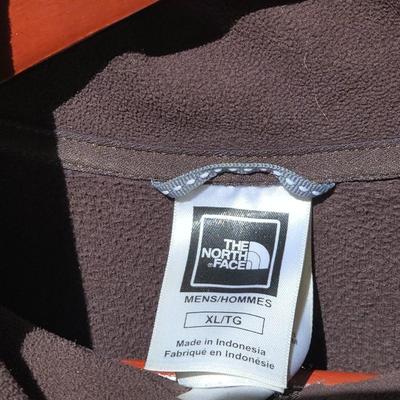 THE
NORTH
FACE
MENS/HOMMES
XL/TG
Made in Indonesia
Fabriqué en Indonésie